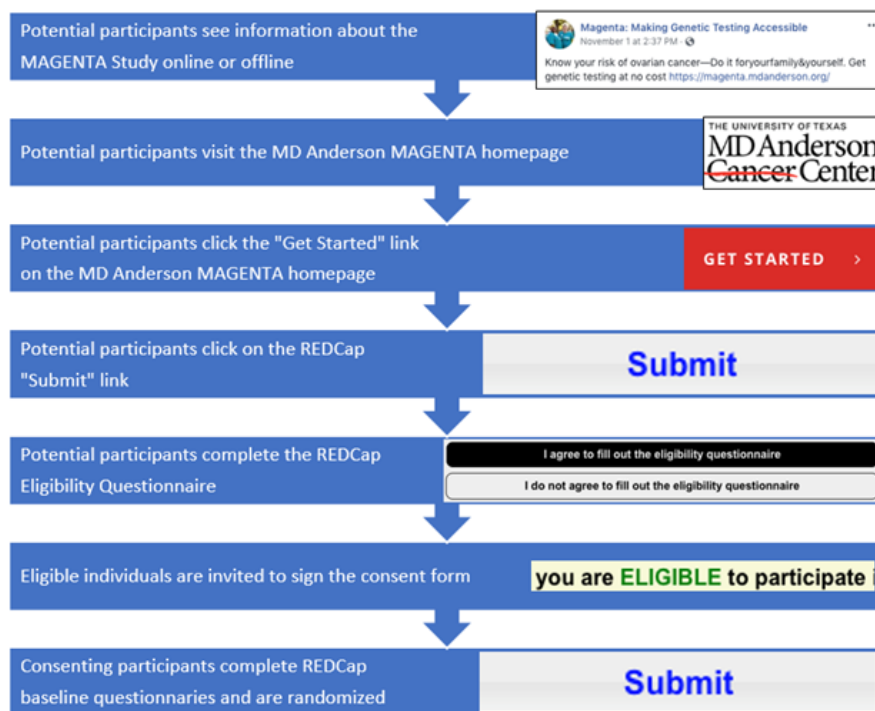 Potential participants see information about the
MAGENTA Study online or offline
Magenta: Making Genetic Testing Accessible
November 1 at 2:37 PM ·
Know your risk of ovarian cancer—Do it foryourfamily&yourself. Get
genetic testing at no cost https://magenta.mdanderson.org/
Potential participants visit the MD Anderson MAGENTA homepage
THE UNIVERSITY OF TEXAS
MD Anderson
Cancer Center
Potential participants click the "Get Started" link
on the MD Anderson MAGENTA homepage
GET STARTED >
Potential participants click on the REDCap
"Submit" link
Submit
Potential participants complete the REDCap
Eligibility Questionnaire
I agree to fill out the eligibility questionnaire
I do not agree to fill out the eligibility questionnaire
Eligible individuals are invited to sign the consent form
you are ELIGIBLE to participate i
Consenting participants complete REDCap
baseline questionnaries and are randomized
Submit